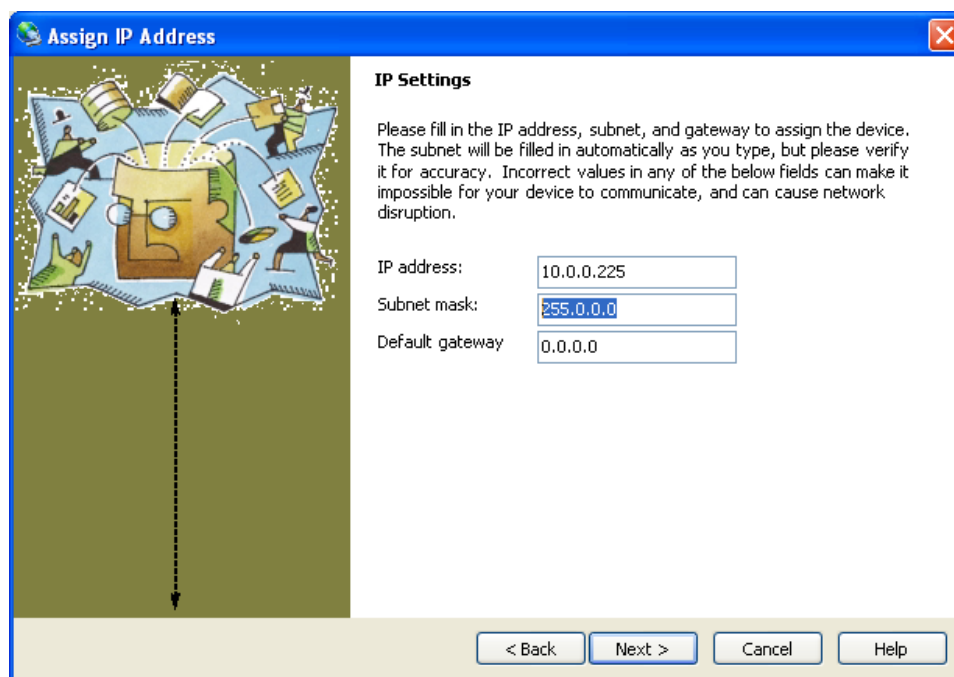 Assign IP Address
IP Settings
Please fill in the IP address, subnet, and gateway to assign the device.
The subnet will be filled in automatically as you type, but please verify
it for accuracy. Incorrect values in any of the below fields can make it
impossible for your device to communicate, and can cause network
disruption.
IP address:
10.0.0.225
Subnet mask:
255.0.0.0
Default gateway
0.0.0.0
< Back
Next >
Cancel
Help